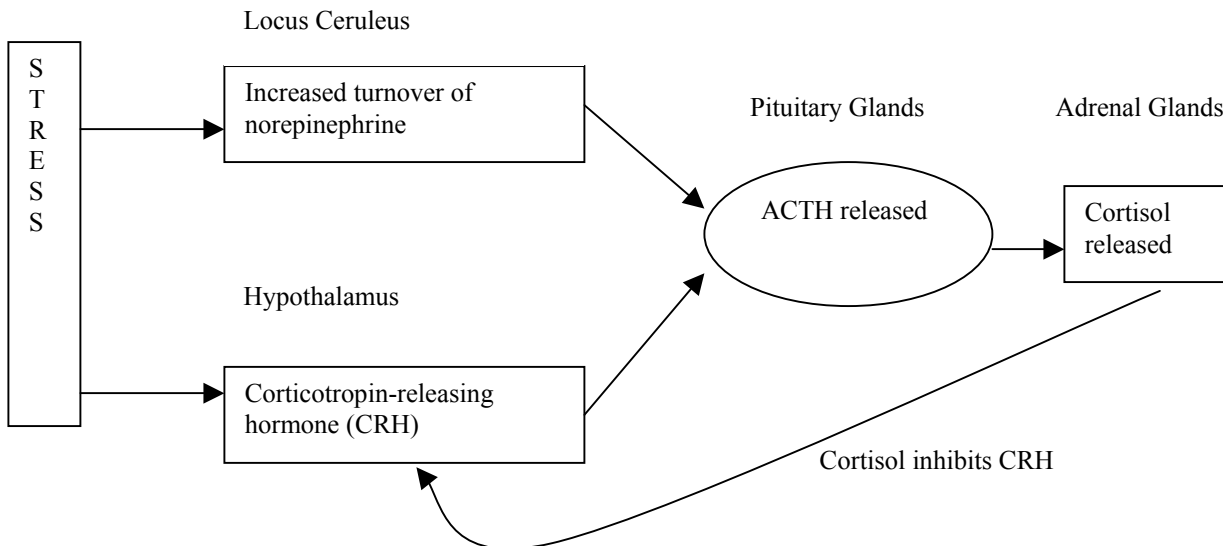 Locus Ceruleus
S
T
R
E
S
S
Increased turnover of
norepinephrine
Pituitary Glands
Adrenal Glands
ACTH released
Cortisol
released
Hypothalamus
Corticotropin-releasing
hormone (CRH)
Cortisol inhibits CRH